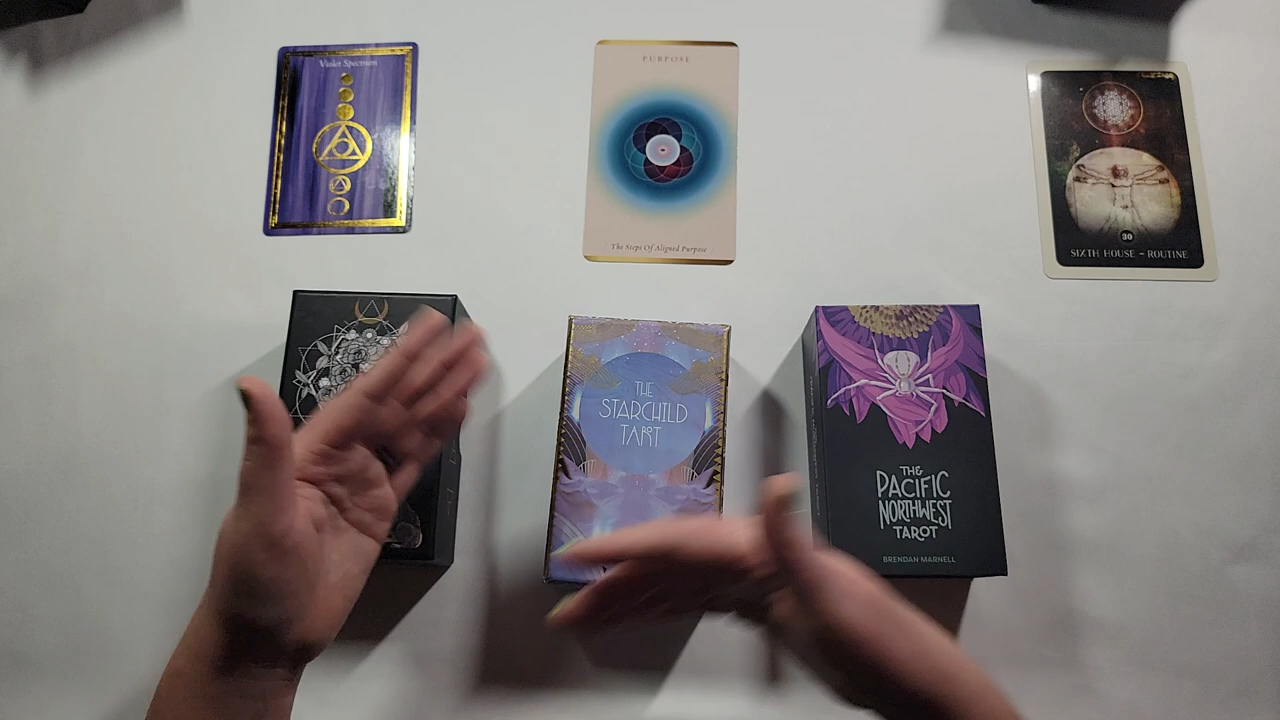 Violet Spectrum
PURPOSE
The Steps Of Aligned Purpose
30
SIXTH HOUSE - ROUTINE
THE
STARCHILD
TAROT
THE
PACIFIC
NORTHWEST
TAROT
BRENDAN MARNELL